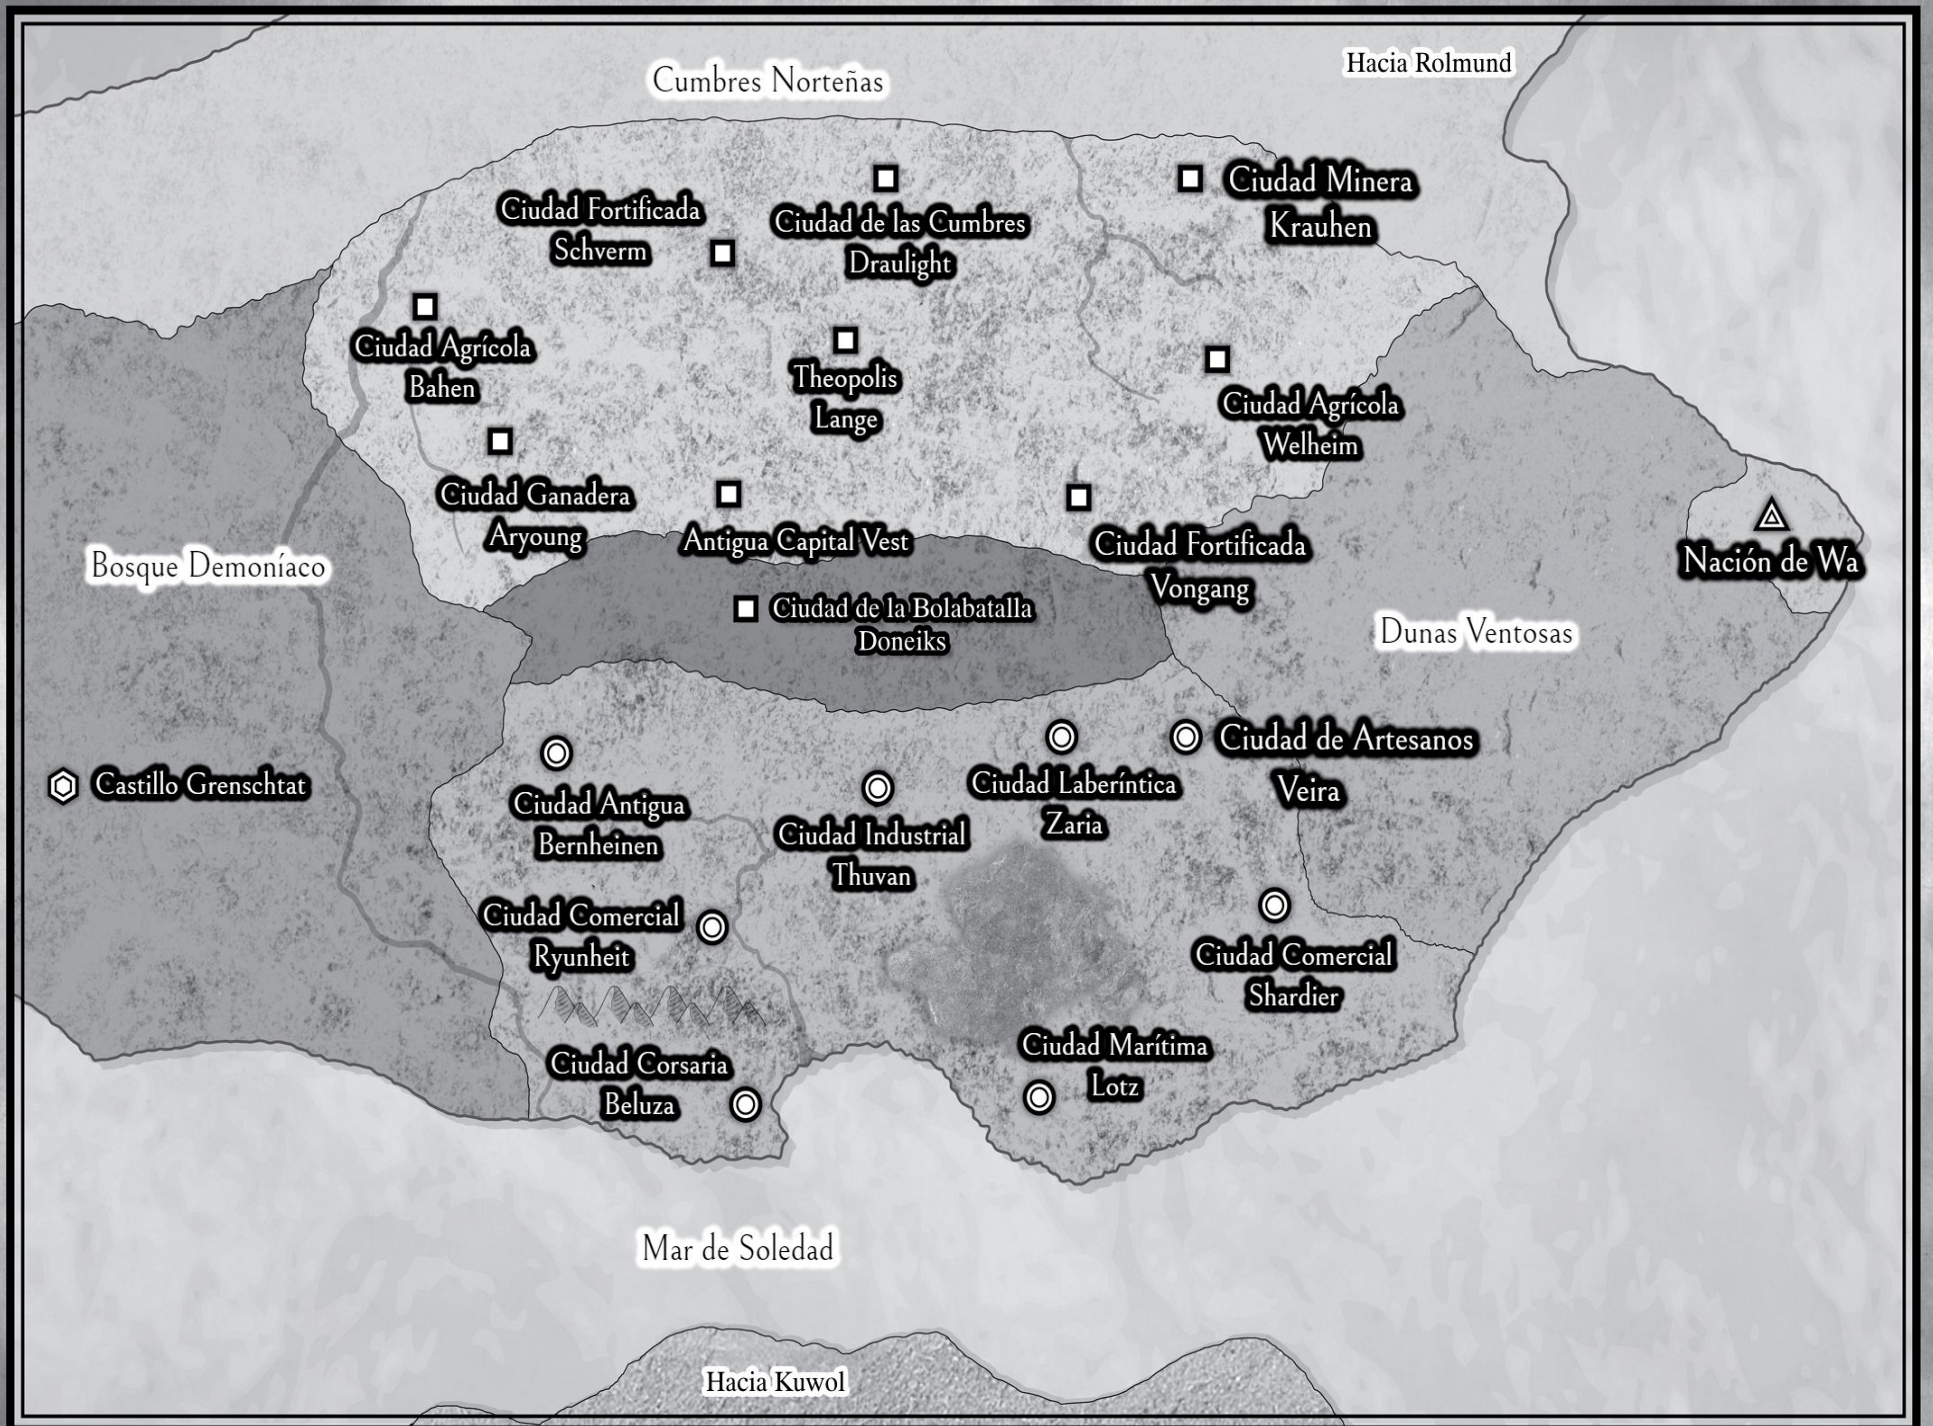 Hacia Rolmund
Cumbres Norteñas
Ciudad Minera
Krauhen
Ciudad Fortificada
Schverm
Ciudad de las Cumbres
Draulight
Ciudad Agrícola
Bahen
Theopolis
Lange
Ciudad Agrícola
Welheim
Ciudad Ganadera
Aryoung
Antigua Capital Vest
Ciudad Fortificada
Vongang
Nación de Wa
Bosque Demoníaco
Ciudad de la Bolabatalla
Doneiks
Dunas Ventosas
Ciudad de Artesanos
Veira
Castillo Grenschtat
Ciudad Antigua
Bernheinen
Ciudad Industrial
Thuvan
Ciudad Laberíntica
Zaria
Ciudad Comercial
Ryunheit
Ciudad Comercial
Shardier
Ciudad Corsaria
Beluza
Ciudad Marítima
Lotz
Mar de Soledad
Hacia Kuwol